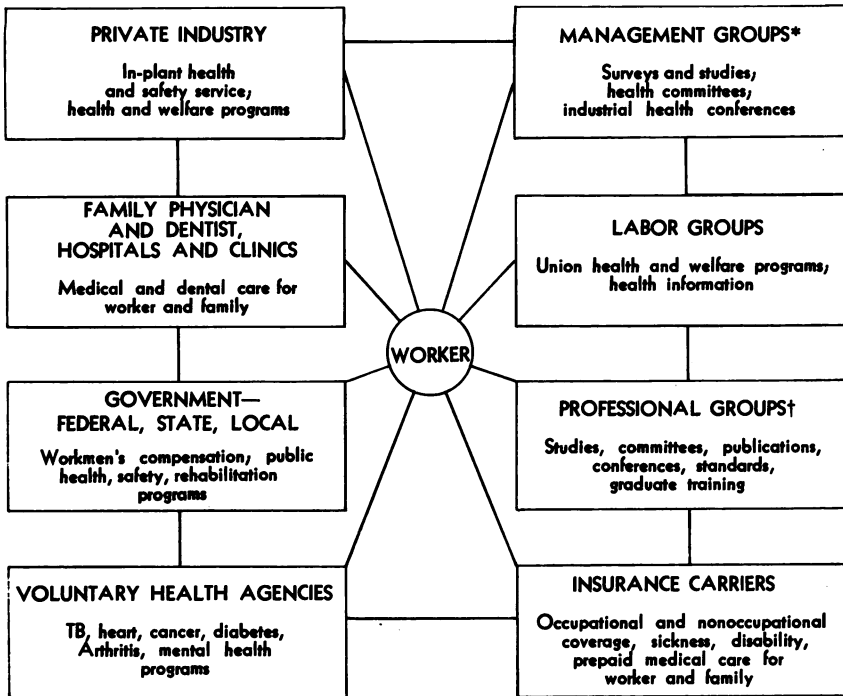 PRIVATE INDUSTRY
In-plant health
and safety service;
health and welfare programs
MANAGEMENT GROUPS*
Surveys and studies;
health committees;
industrial health conferences
FAMILY PHYSICIAN
AND DENTIST,
HOSPITALS AND CLINICS
Medical and dental care for
worker and family
LABOR GROUPS
Union health and welfare programs;
health information
WORKER
GOVERNMENT—
FEDERAL, STATE, LOCAL
Workmen's compensation; public
health, safety, rehabilitation
programs
PROFESSIONAL GROUPS†
Studies, committees, publications,
conferences, standards,
graduate training
VOLUNTARY HEALTH AGENCIES
TB, heart, cancer, diabetes,
Arthritis, mental health
programs
INSURANCE CARRIERS
Occupational and nonoccupational
coverage, sickness, disability,
prepaid medical care for
worker and family